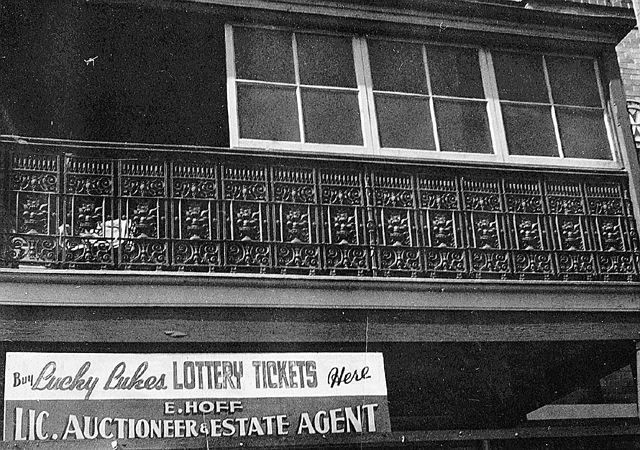 Buy Lucky Lukes LOTTERY TICKETS Here
E. HOFF
LIC. AUCTIONEER & ESTATE AGENT